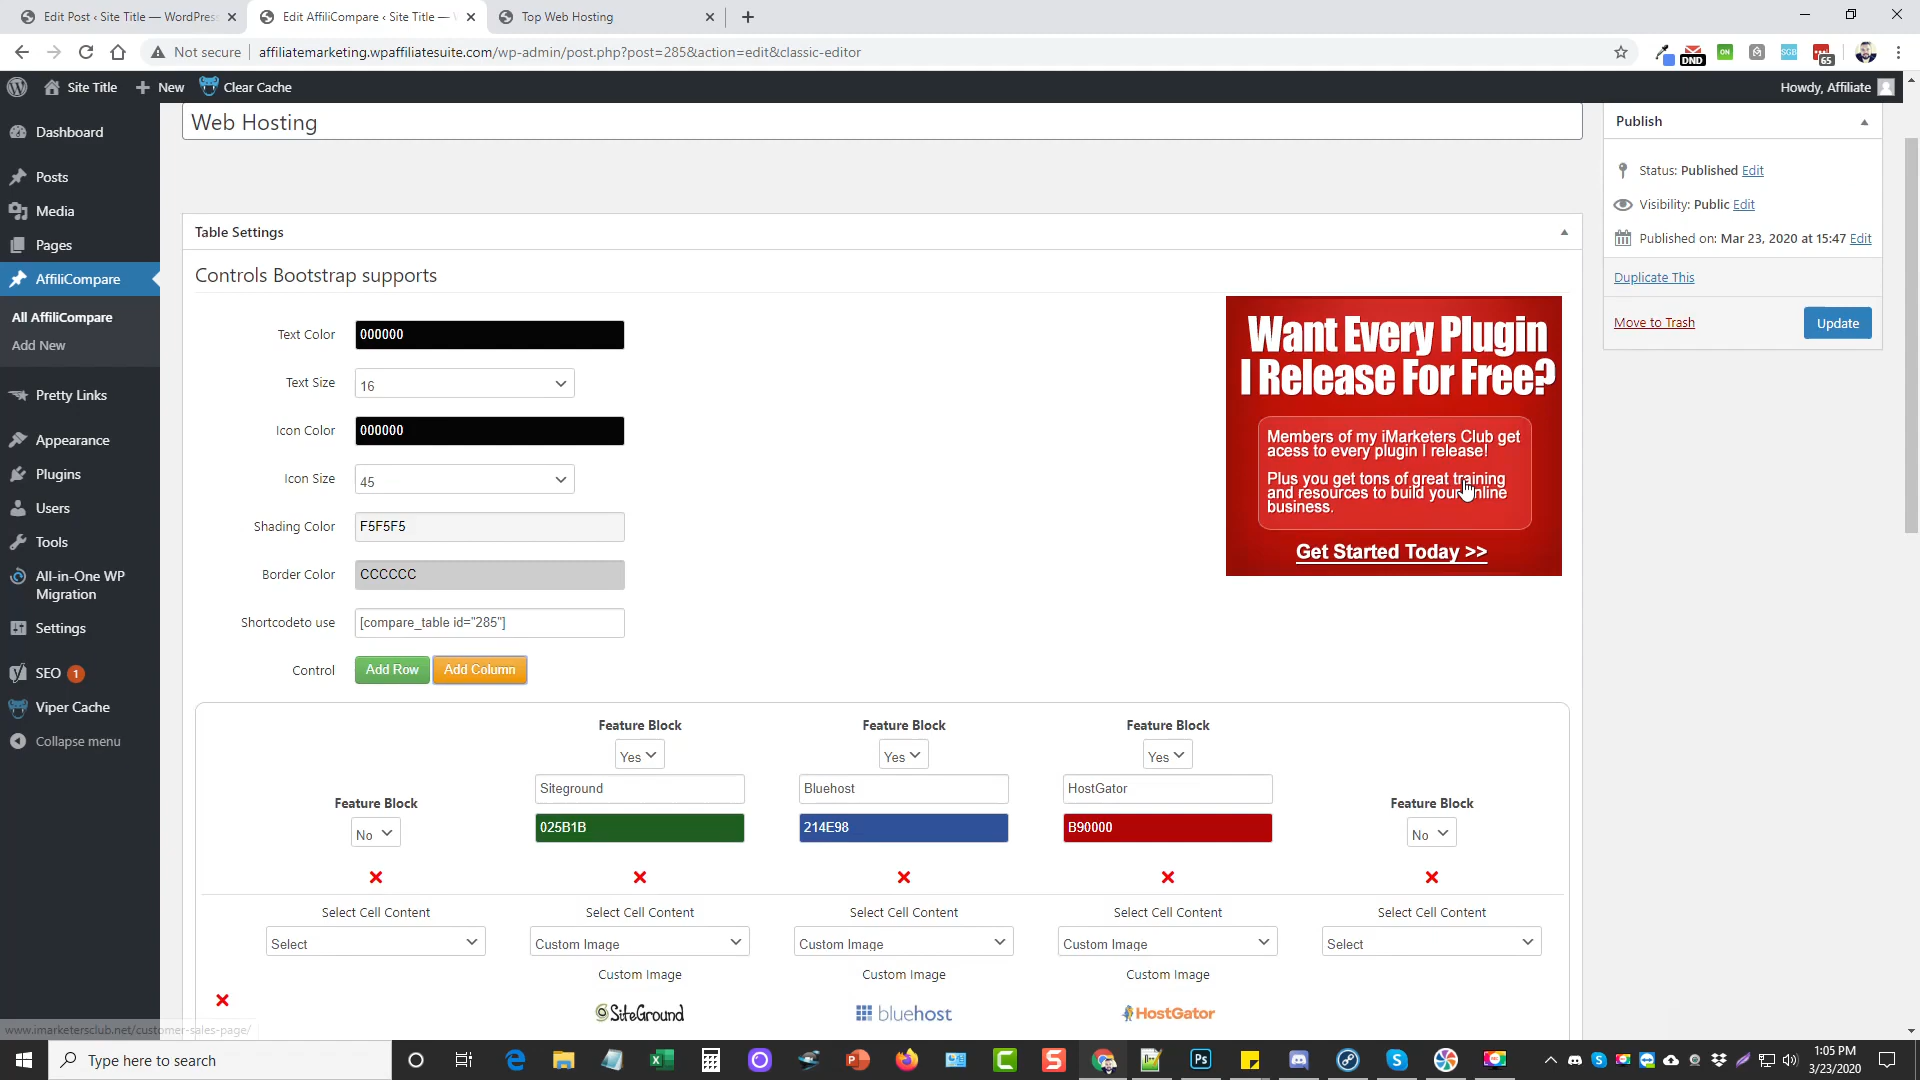 Edit Post ‹ Site Title — WordPres
Edit AffiliCompare ‹ Site Title —
Top Web Hosting
Not secure
affiliatemarketing.wpaffiliatesuite.com/wp-admin/post.php?post=285&action=edit&classic-editor
DND
ON
SGB
65
Site Title
New
Clear Cache
Howdy, Affiliate
Dashboard
Posts
Media
Pages
AffiliCompare
All AffiliCompare
Add New
Pretty Links
Appearance
Plugins
Users
Tools
All-in-One WP
Migration
Settings
SEO 1
Viper Cache
Collapse menu
www.imarketersclub.net/customer-sales-page/
Web Hosting
Table Settings
Controls Bootstrap supports
Text Color 000000
Text Size 16
Icon Color 000000
Icon Size 45
Shading Color F5F5F5
Border Color CCCCCC
Shortcodeto use [compare_table id="285"]
Control Add Row Add Column
Want Every Plugin
I Release For Free?
Members of my iMarketers Club get
acess to every plugin I release!
Plus you get tons of great training
and resources to build your online
business.
Get Started Today >>
Publish
Status: Published Edit
Visibility: Public Edit
Published on: Mar 23, 2020 at 15:47 Edit
Duplicate This
Move to Trash
Update
Feature Block Feature Block Feature Block
Yes Yes Yes
Siteground Bluehost HostGator
Feature Block Feature Block
025B1B 214E98 B90000
No No
Select Cell Content Select Cell Content Select Cell Content Select Cell Content Select Cell Content
Select Custom Image Custom Image Custom Image Select
Custom Image Custom Image Custom Image
SiteGround bluehost HostGator
Type here to search
1:05 PM
3/23/2020